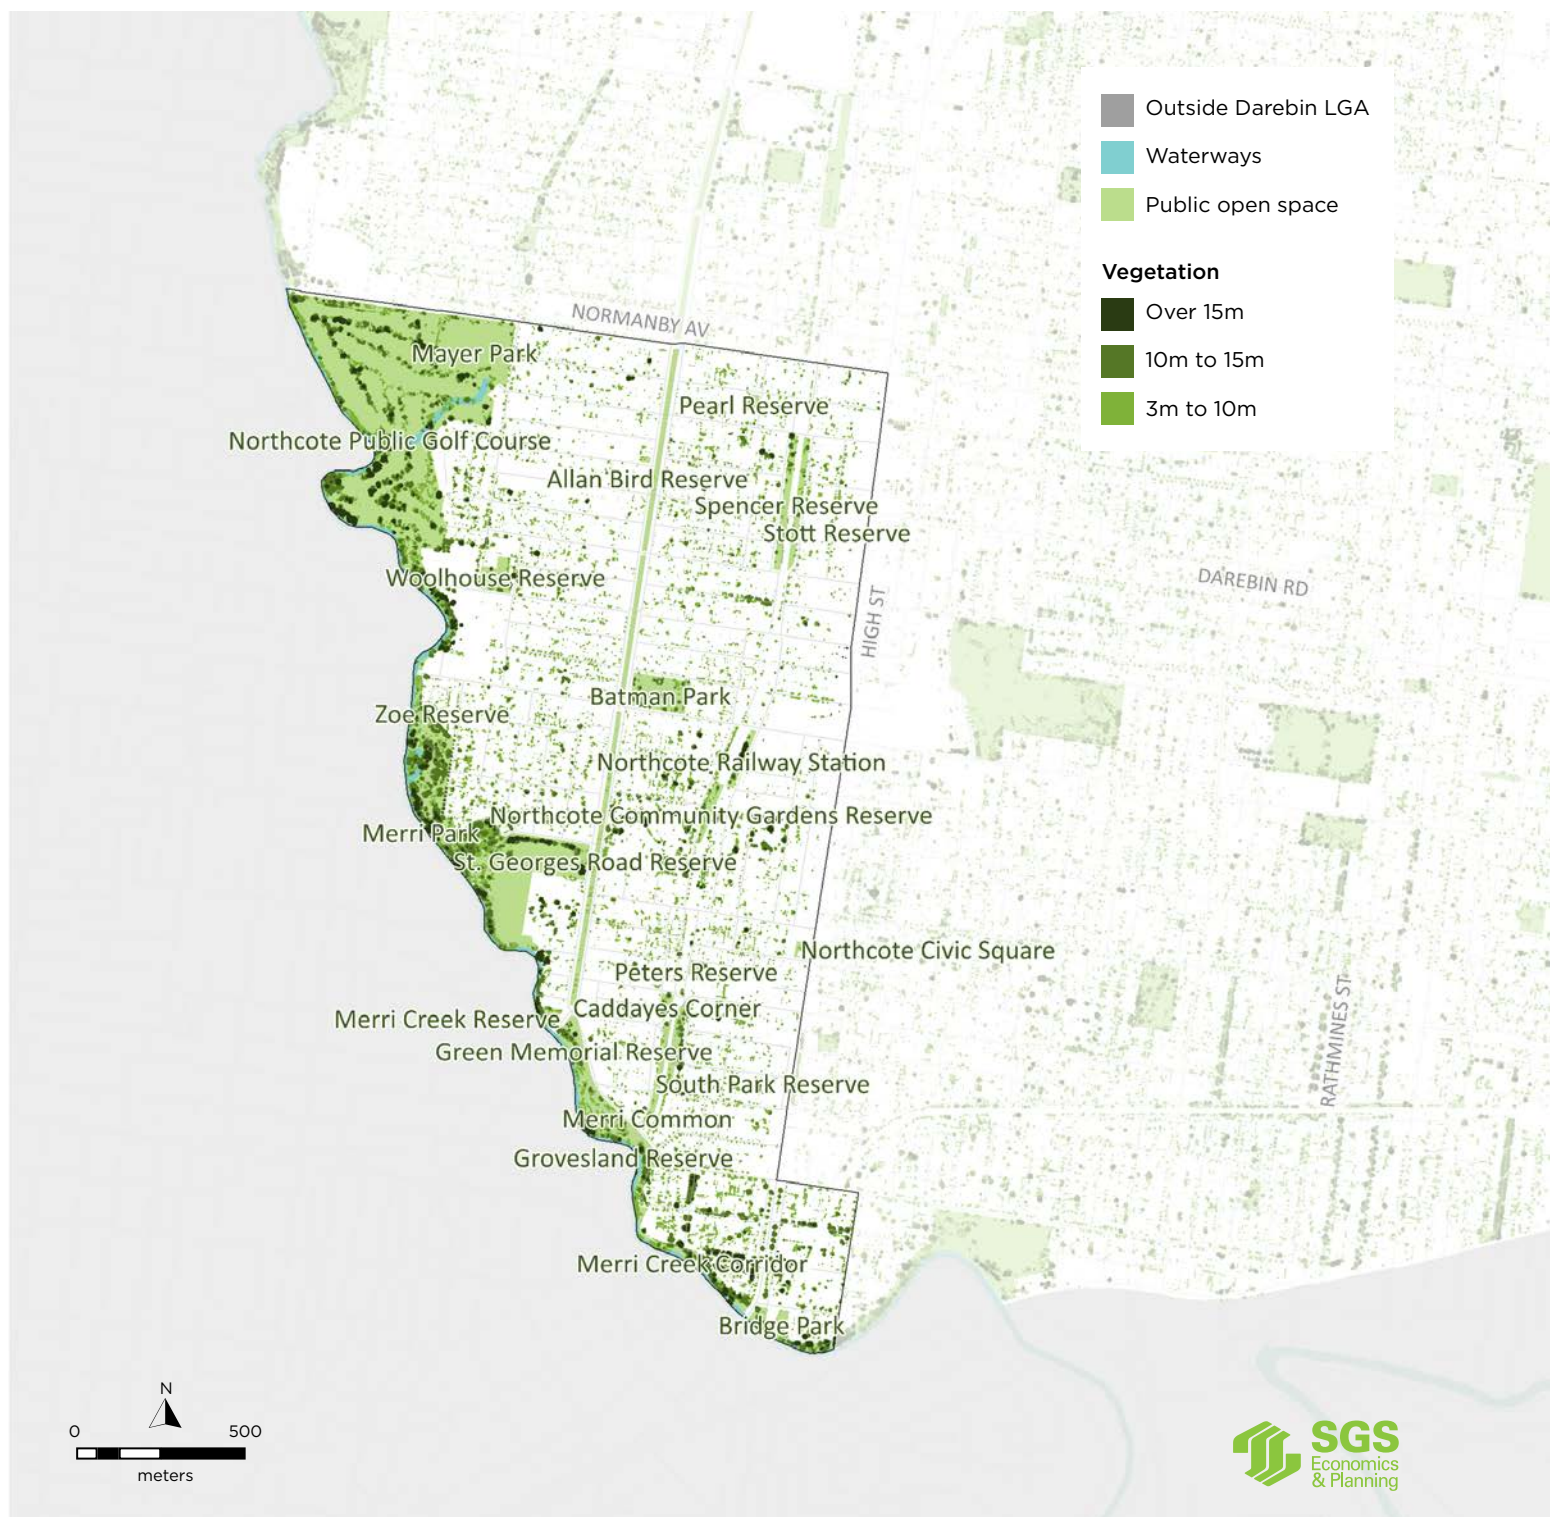 Outside Darebin LGA
Waterways
Public open space
Vegetation
Over 15m
10m to 15m
3m to 10m
NORMANBY AV
Mayer Park
Pearl Reserve
Northcote Public Golf Course
Allan Bird Reserve
Spencer Reserve
Stott Reserve
Woolhouse Reserve
DAREBIN RD
HIGH ST
Batman Park
Zoe Reserve
Northcote Railway Station
Northcote Community Gardens Reserve
Merri Park
St. Georges Road Reserve
Northcote Civic Square
Peters Reserve
Caddayes Corner
Merri Creek Reserve
RATHMINES ST
Green Memorial Reserve
South Park Reserve
Merri Common
Grovesland Reserve
Merri Creek Corridor
Bridge Park
N
0 500
meters
SGS
Economics
& Planning